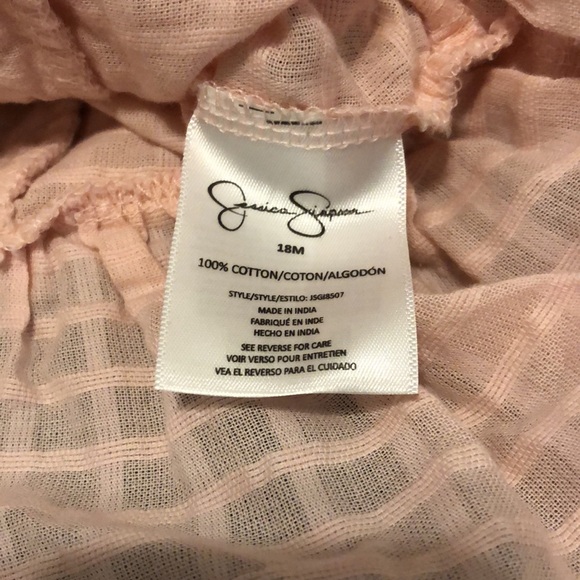 Jessica Simpson
18M
100% COTTON/COTON/ALGODÓN
STYLE/STYLE/ESTILO: JSGJ8507
MADE IN INDIA
FABRIQUÉ EN INDE
HECHO EN INDIA
SEE REVERSE FOR CARE
VOIR VERSO POUR ENTRETIEN
VEA EL REVERSO PARA EL CUIDADO